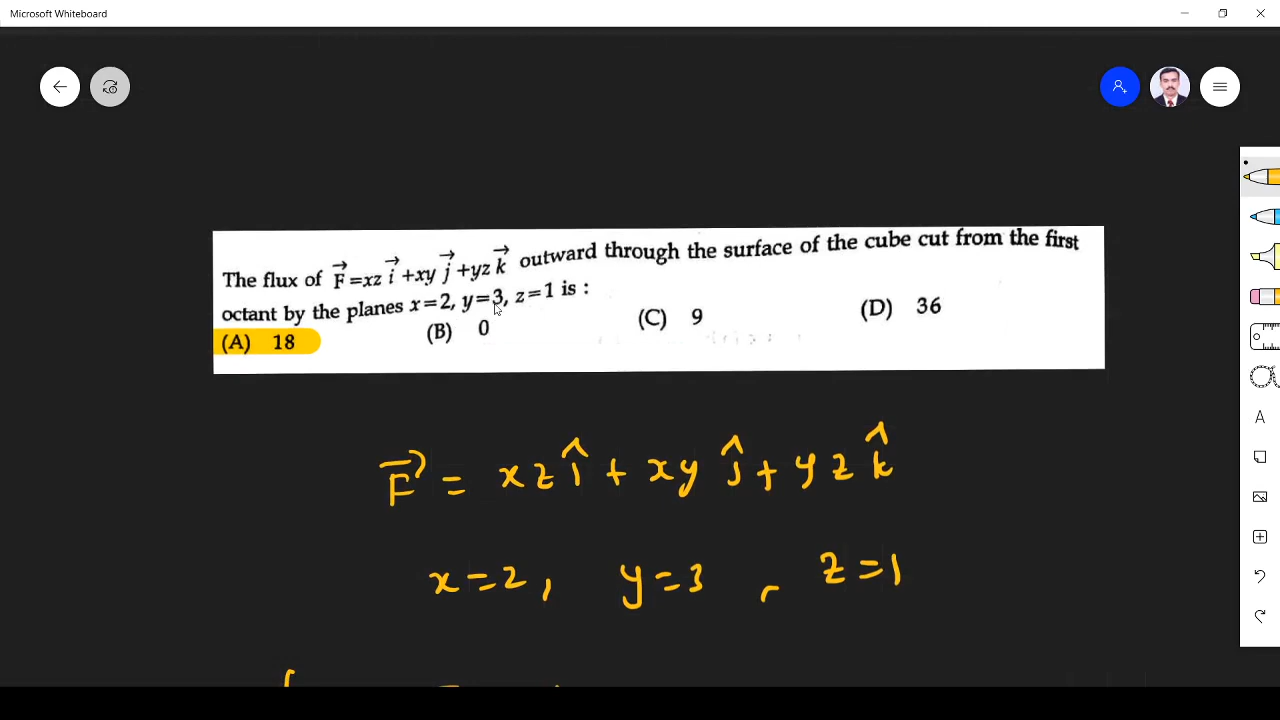 Microsoft Whiteboard
The flux of F⃗=xz i⃗+xy j⃗+yz k⃗ outward through the surface of the cube cut from the first
octant by the planes x=2, y=3, z=1 is :
(A) 18 (B) 0 (C) 9 (D) 36
F⃗ = xz î + xy ĵ + yz k̂
x=2, y=3, z=1
A